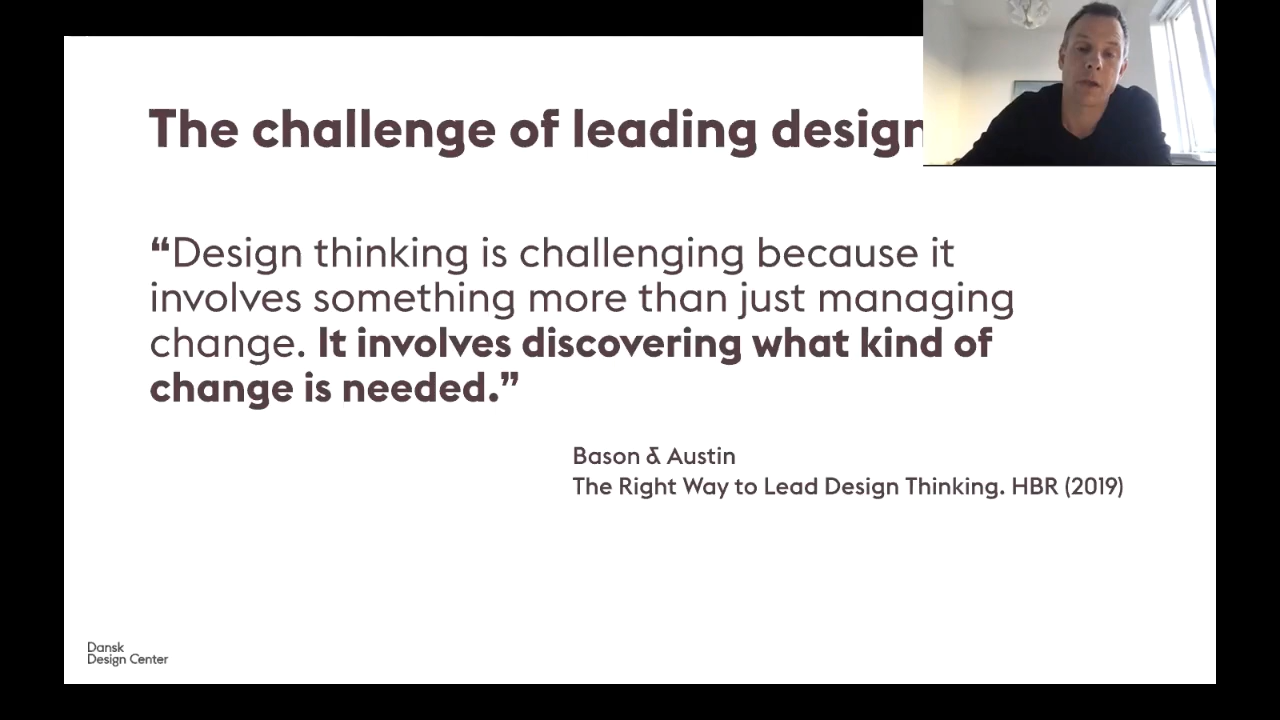 The challenge of leading design
“Design thinking is challenging because it
involves something more than just managing
change. It involves discovering what kind of
change is needed.”
Bason & Austin
The Right Way to Lead Design Thinking. HBR (2019)
Dansk
Design Center